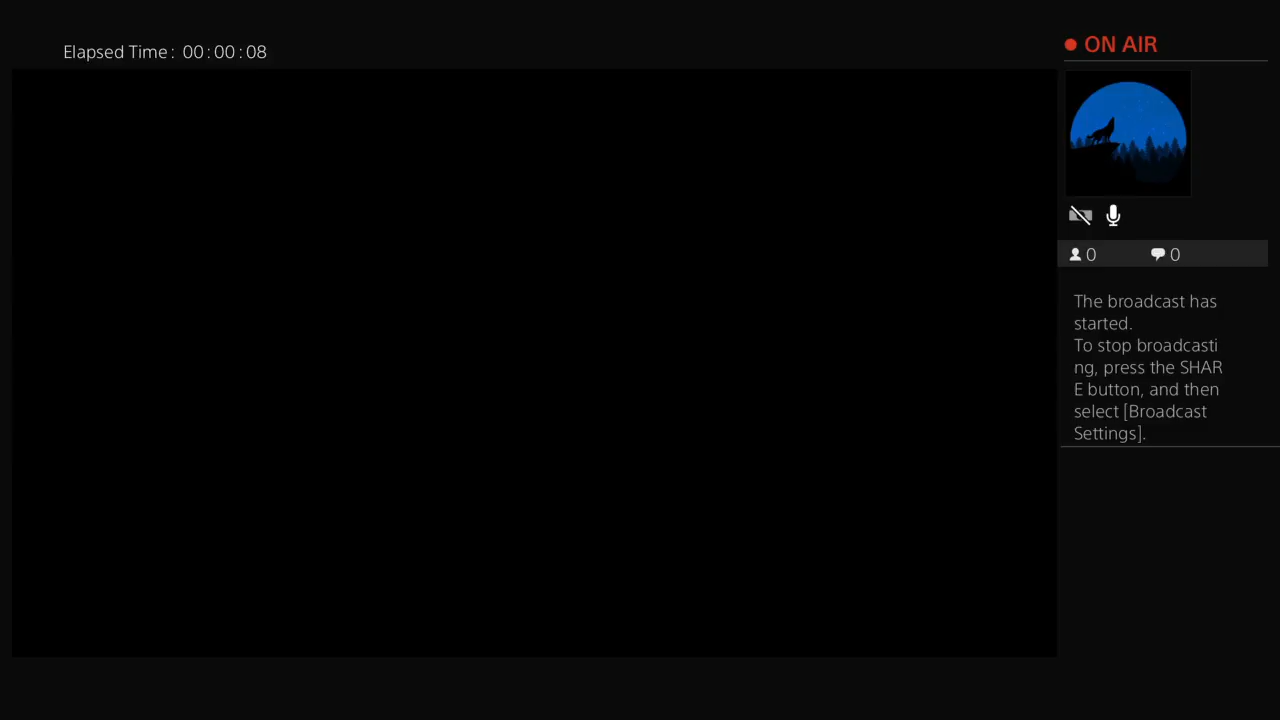 Elapsed Time: 00:00:08
ON AIR
0 0
The broadcast has
started.
To stop broadcasti
ng, press the SHAR
E button, and then
select [Broadcast
Settings].